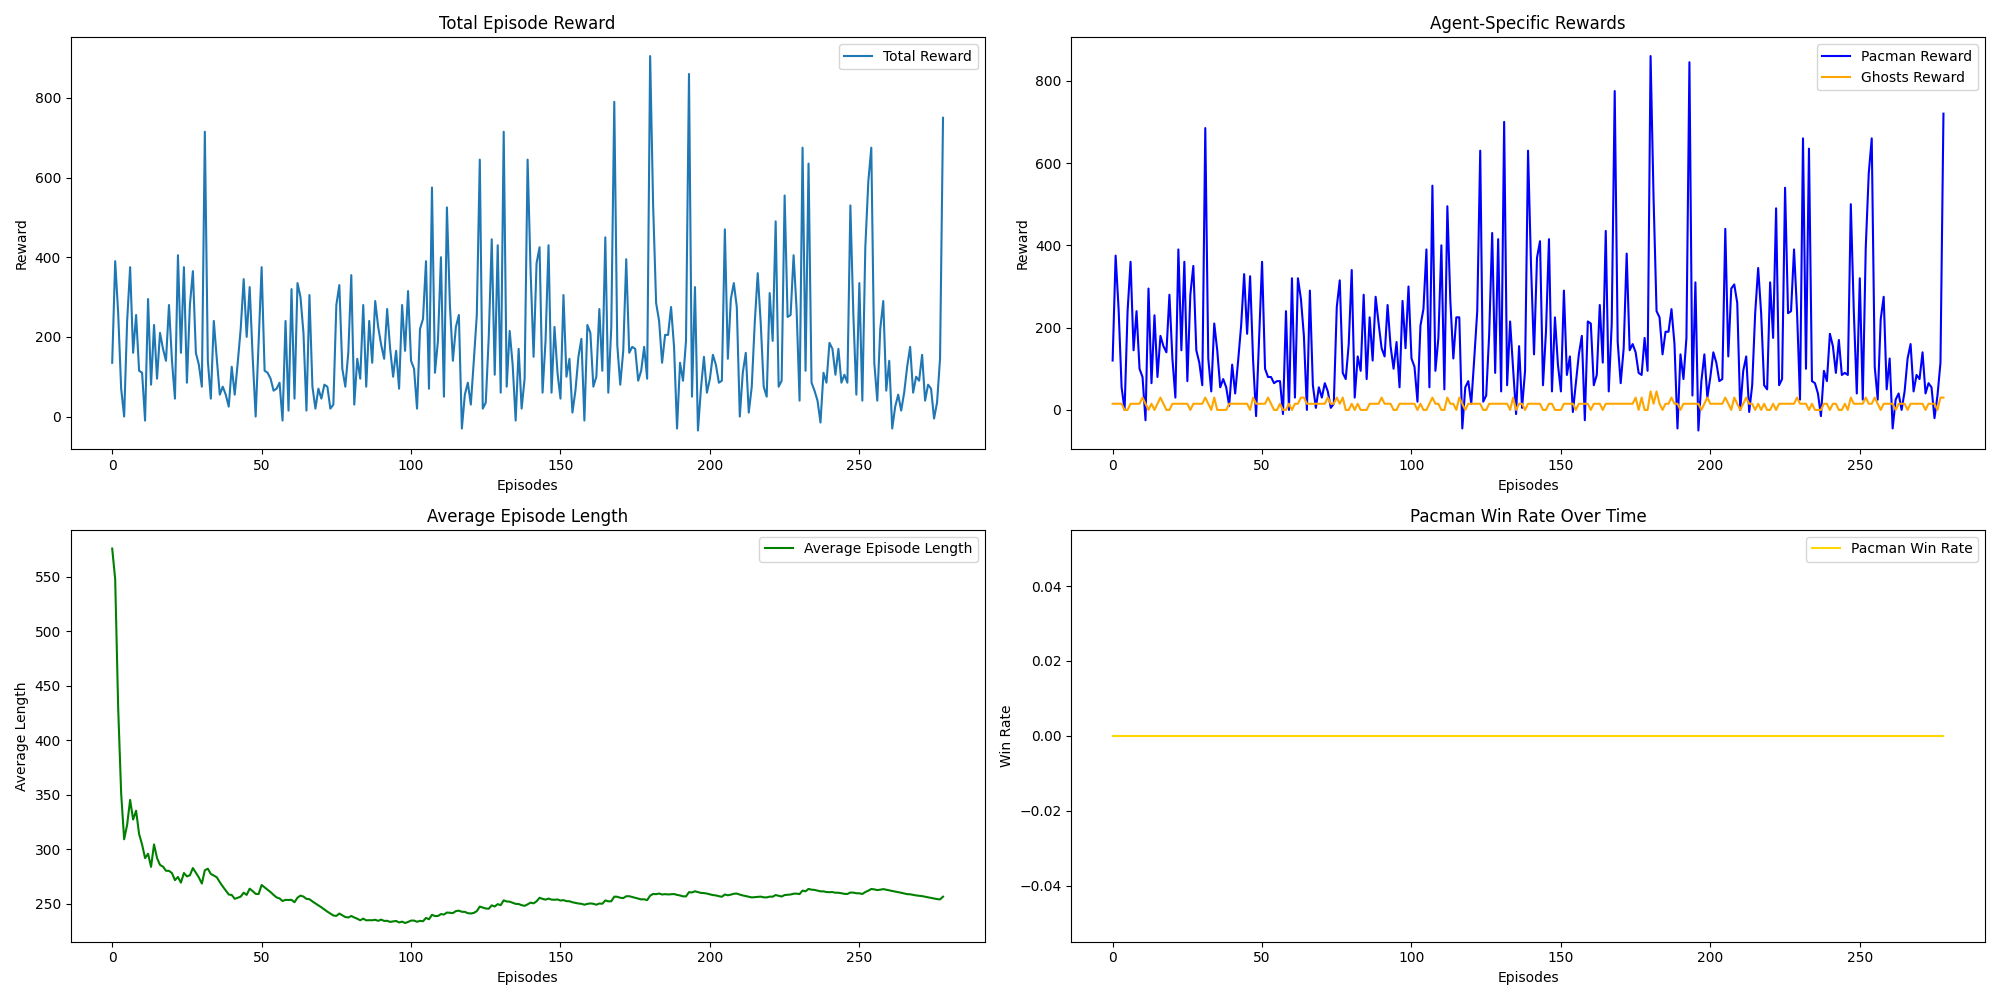 Total Episode Reward
Total Reward
Reward
800
600
400
200
0
0 50 100 150 200 250
Episodes
Agent-Specific Rewards
Pacman Reward
Ghosts Reward
Reward
800
600
400
200
0
0 50 100 150 200 250
Episodes
Average Episode Length
Average Episode Length
Average Length
550
500
450
400
350
300
250
0 50 100 150 200 250
Episodes
Pacman Win Rate Over Time
Pacman Win Rate
Win Rate
0.04
0.02
0.00
−0.02
−0.04
0 50 100 150 200 250
Episodes